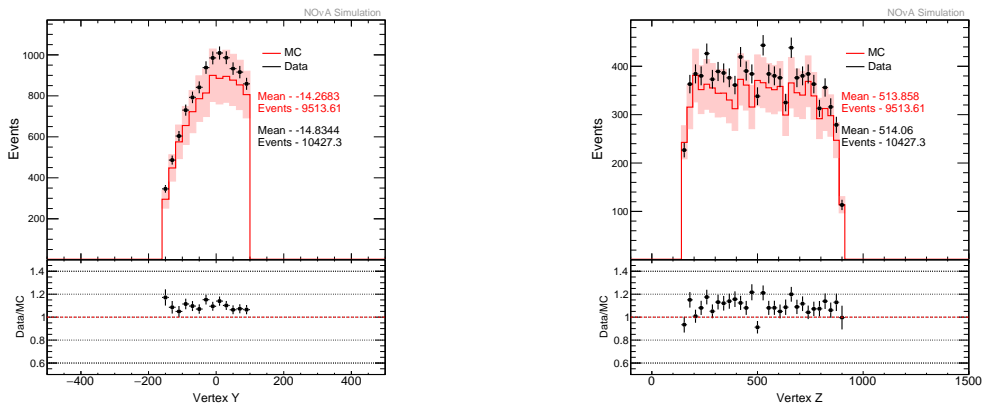 NOνA Simulation
MC
Data
Mean - -14.2683
Events - 9513.61
Mean - -14.8344
Events - 10427.3
Events
1000
800
600
400
200
Data/MC
1.4
1.2
1
0.8
0.6
−400
−200
0
200
400
Vertex Y
NOνA Simulation
MC
Data
Mean - 513.858
Events - 9513.61
Mean - 514.06
Events - 10427.3
Events
400
300
200
100
Data/MC
1.4
1.2
1
0.8
0.6
0
500
1000
1500
Vertex Z